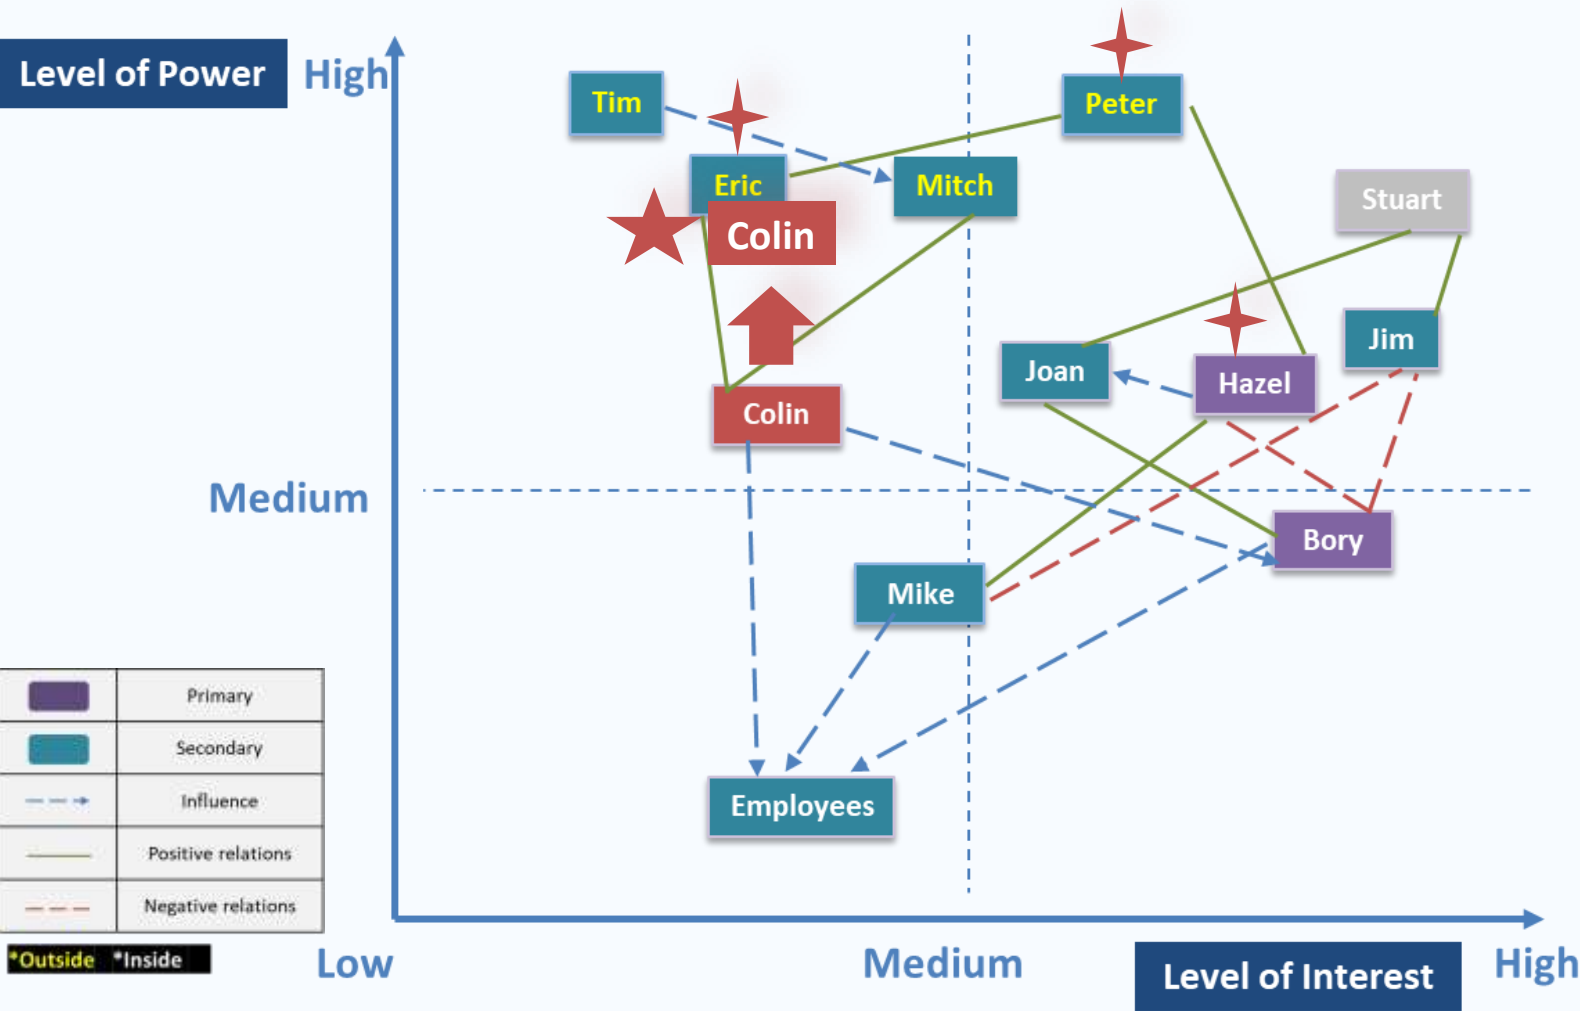 Level of Power
High
Tim
Peter
Eric
Mitch
Stuart
Colin
Jim
Joan
Hazel
Colin
Medium
Bory
Mike
Primary
Secondary
Influence
Positive relations
Negative relations
Employees
*Outside *Inside
Low
Medium
Level of Interest
High